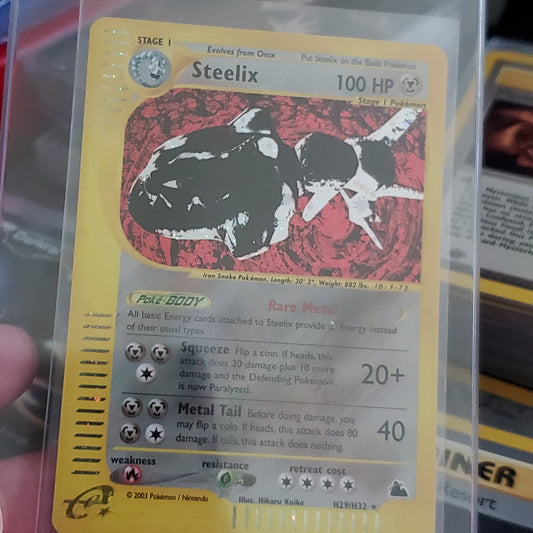 STAGE 1
Evolves from Onix
Put Steelix on the Basic Pokémon
Steelix
100 HP
Stage 1 Pokémon
Iron Snake Pokémon. Length: 30' 2", Weight: 882 lbs. ID: F-72
Poké-BODY
Rare Metal
All basic Energy cards attached to Steelix provide Energy instead
of their usual types.
Squeeze Flip a coin. If heads, this
attack does 20 damage plus 10 more
damage and the Defending Pokémon
is now Paralyzed.
20+
Metal Tail Before doing damage, you
may flip a coin. If heads, this attack does 80
damage. If tails, this attack does nothing.
40
weakness
resistance
retreat cost
© 2003 Pokémon / Nintendo
Illus. Hikaru Koike
H29/H32
NER
Resort